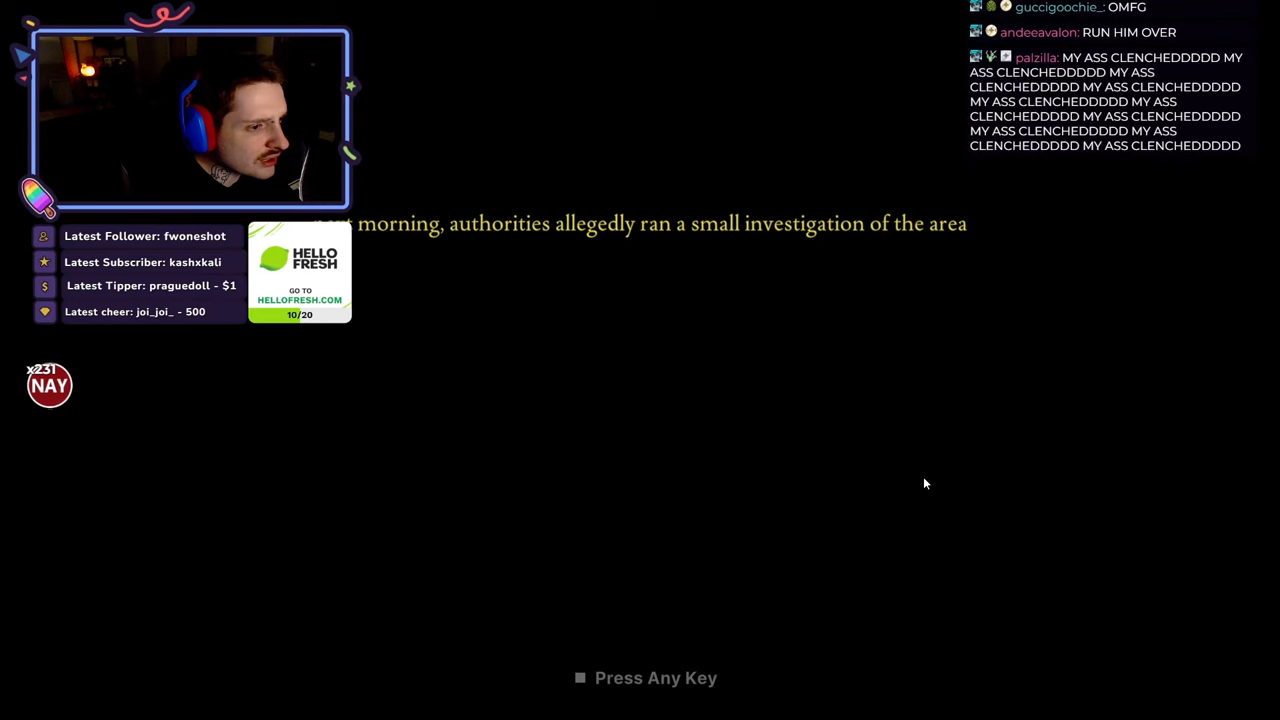 guccigoochie_: OMFG
andeeavalon: RUN HIM OVER
palzilla: MY ASS CLENCHEDDDDD MY
ASS CLENCHEDDDDD MY ASS
CLENCHEDDDDD MY ASS CLENCHEDDDDD
MY ASS CLENCHEDDDDD MY ASS
CLENCHEDDDDD MY ASS CLENCHEDDDDD
MY ASS CLENCHEDDDDD MY ASS
CLENCHEDDDDD MY ASS CLENCHEDDDDD
morning, authorities allegedly ran a small investigation of the area
Latest Follower: fwoneshot
Latest Subscriber: kashxkali
Latest Tipper: praguedoll - $1
Latest cheer: joi_joi_ - 500
HELLO
FRESH
GO TO
HELLOFRESH.COM
10/20
x231
NAY
Press Any Key